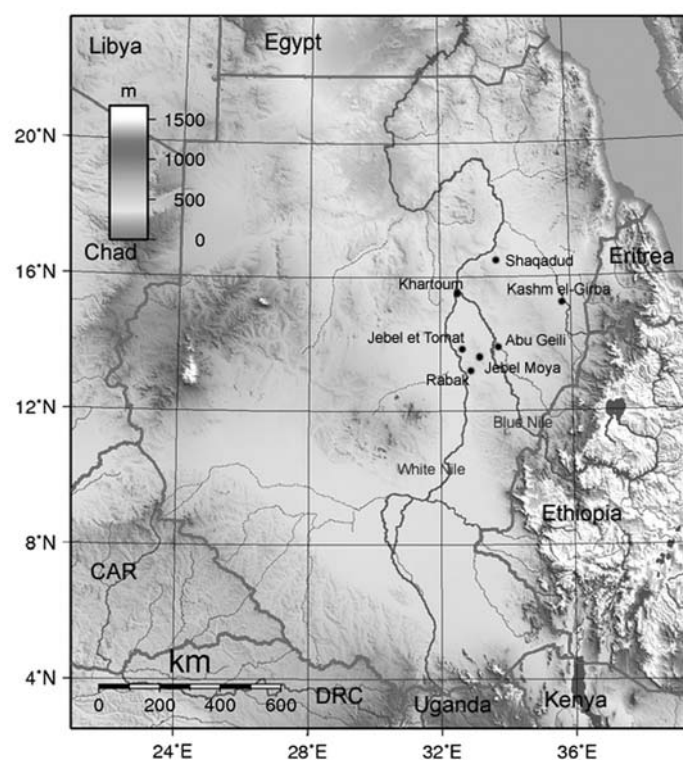 Libya
Egypt
m
1500
1000
500
0
20°N
Chad
Eritrea
Shaqadud
16°N
Khartoum
Kashm el-Girba
Jebel et Tomat
Abu Geili
Jebel Moya
Rabak
12°N
Blue Nile
White Nile
Ethiopia
8°N
CAR
km
4°N
0 200 400 600
DRC
Uganda
Kenya
24°E 28°E 32°E 36°E